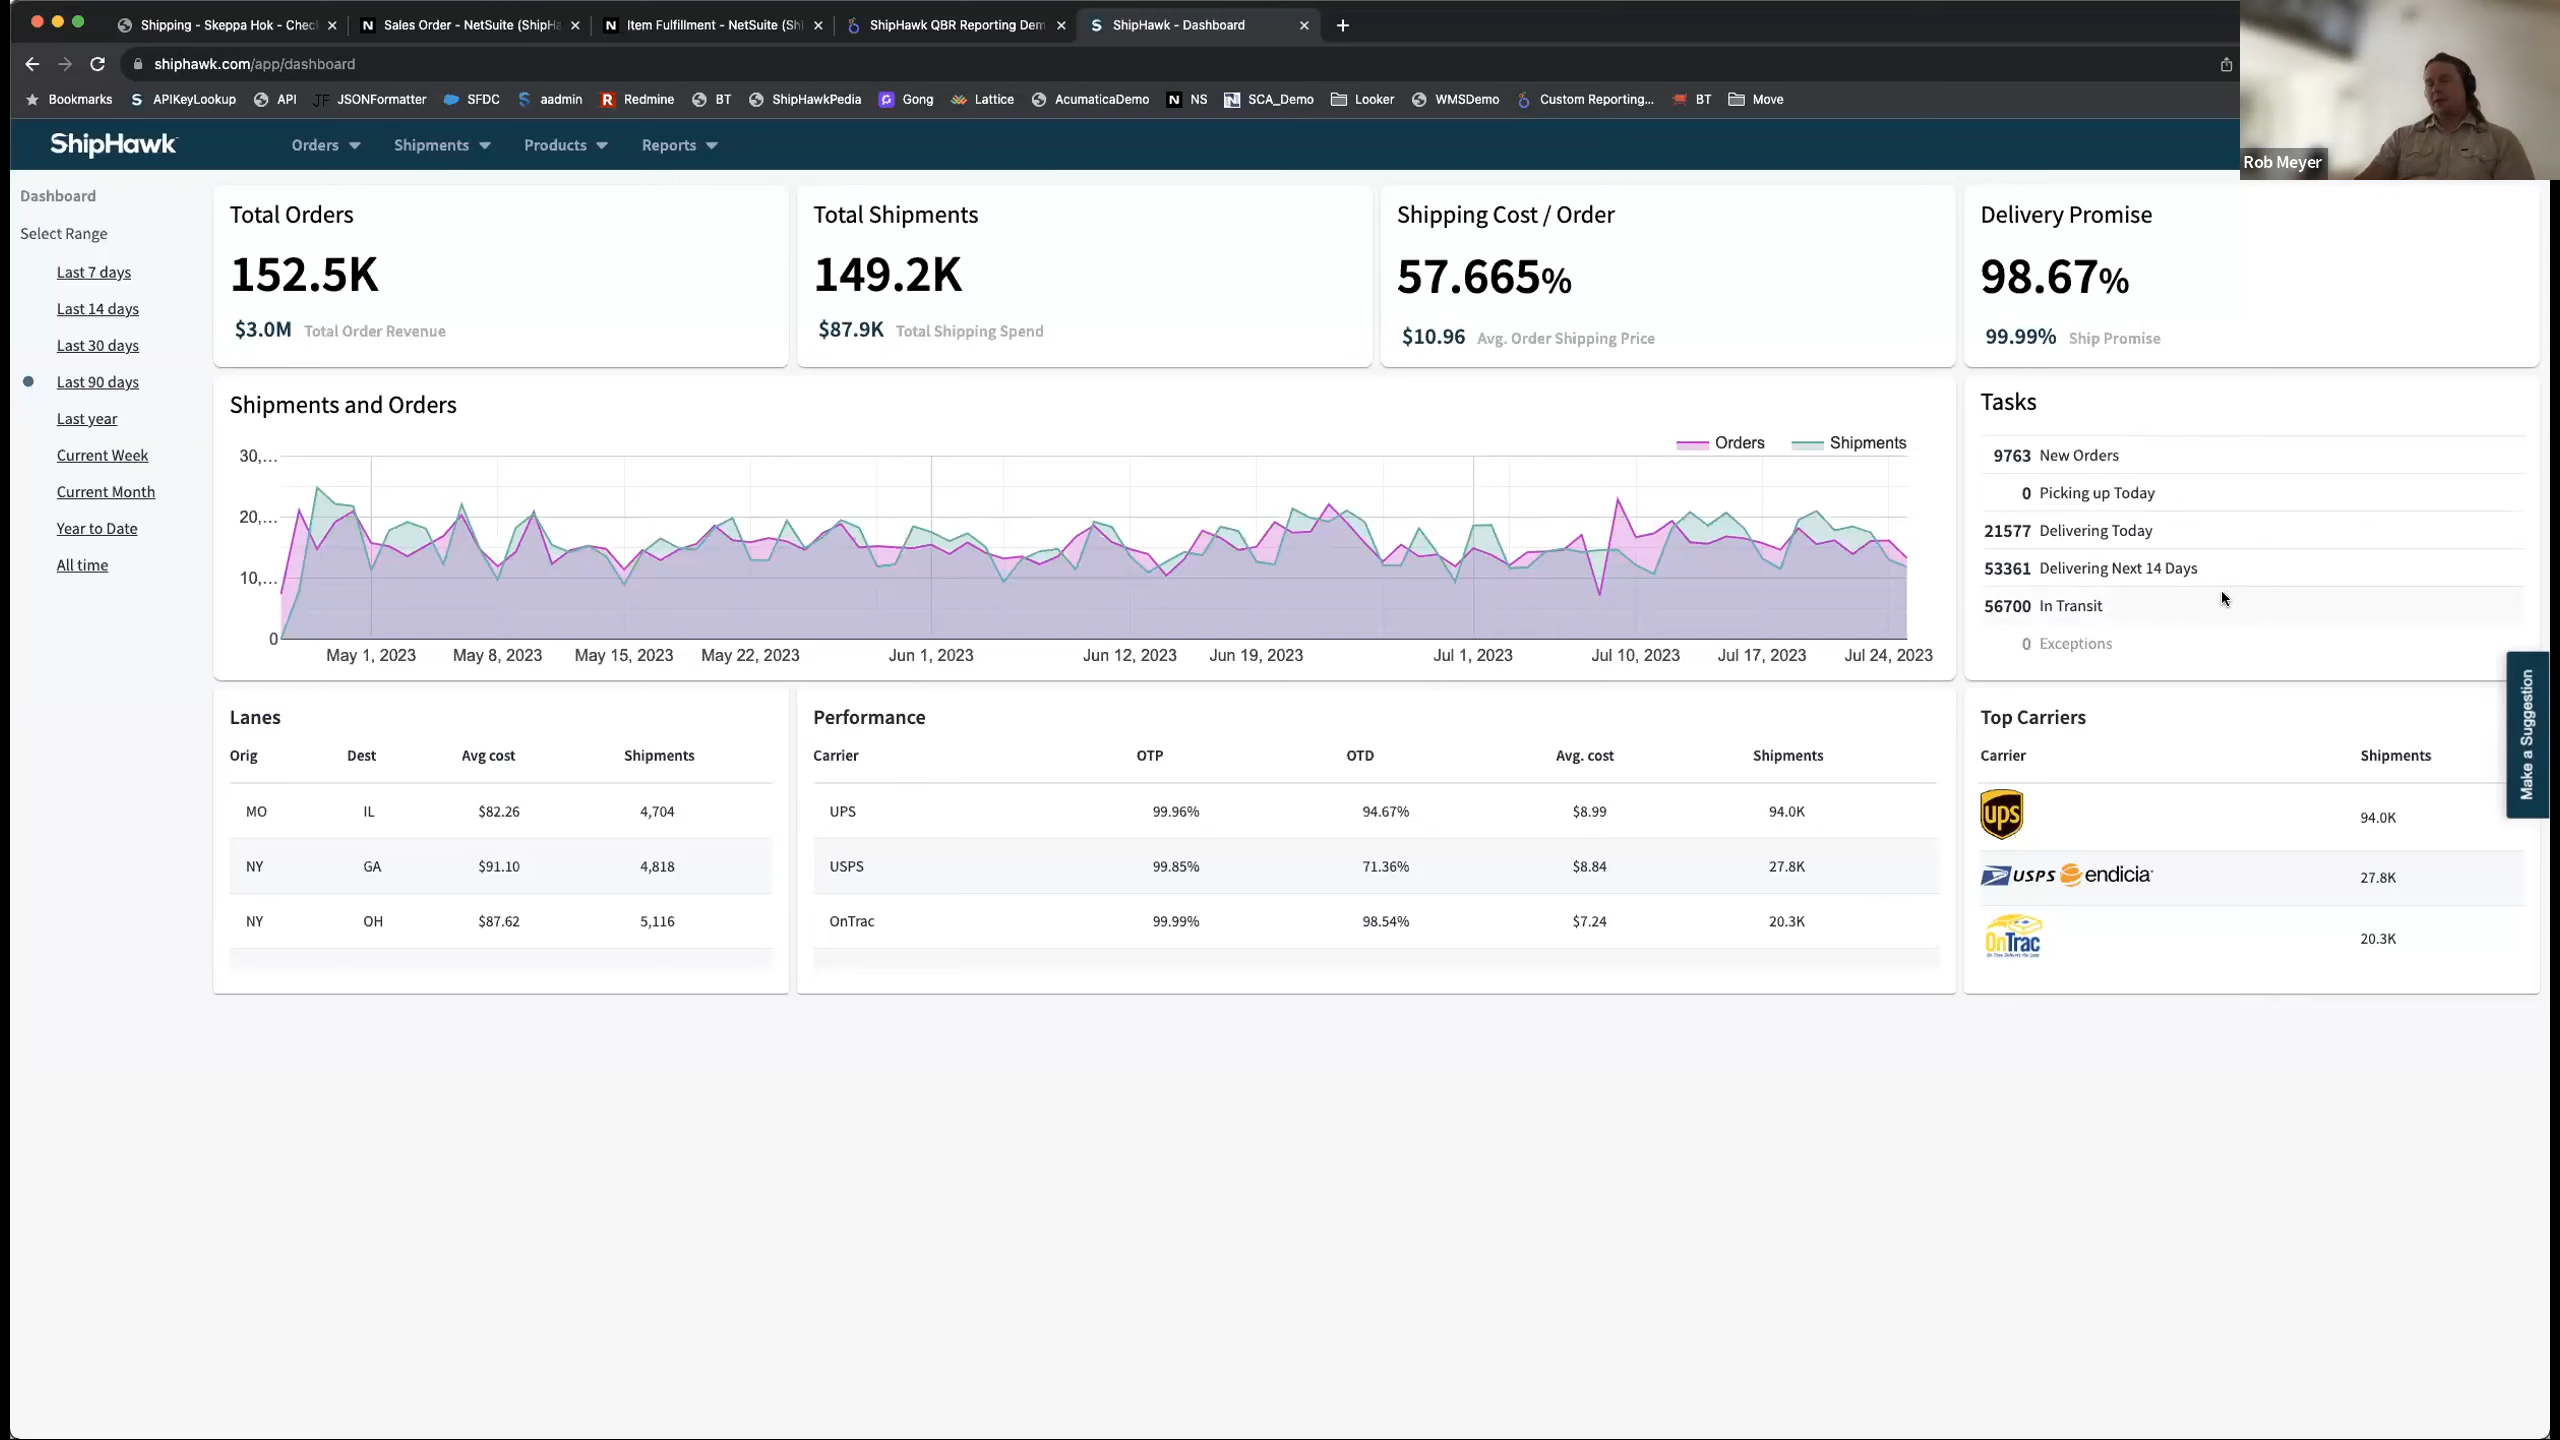 Shipping - Skeppa Hok - Chec
Sales Order - NetSuite (ShipHa
Item Fulfillment - NetSuite (Shi
ShipHawk QBR Reporting Dem
ShipHawk - Dashboard
shiphawk.com/app/dashboard
Bookmarks
APIKeyLookup
API
JSONFormatter
SFDC
aadmin
Redmine
BT
ShipHawkPedia
Gong
Lattice
AcumaticaDemo
NS
SCA_Demo
Looker
WMSDemo
Custom Reporting...
BT
Move
Rob Meyer
ShipHawk
Orders
Shipments
Products
Reports
Dashboard
Select Range
Last 7 days
Last 14 days
Last 30 days
Last 90 days
Last year
Current Week
Current Month
Year to Date
All time
Total Orders
152.5K
$3.0M Total Order Revenue
Total Shipments
149.2K
$87.9K Total Shipping Spend
Shipping Cost / Order
57.665%
$10.96 Avg. Order Shipping Price
Delivery Promise
98.67%
99.99% Ship Promise
Shipments and Orders
Orders Shipments
30,...
20,...
10,...
0
May 1, 2023 May 8, 2023 May 15, 2023 May 22, 2023 Jun 1, 2023 Jun 12, 2023 Jun 19, 2023 Jul 1, 2023 Jul 10, 2023 Jul 17, 2023 Jul 24, 2023
Tasks
9763 New Orders
0 Picking up Today
21577 Delivering Today
53361 Delivering Next 14 Days
56700 In Transit
0 Exceptions
Make a Suggestion
Lanes
Orig Dest Avg cost Shipments
MO IL $82.26 4,704
NY GA $91.10 4,818
NY OH $87.62 5,116
Performance
Carrier OTP OTD Avg. cost Shipments
UPS 99.96% 94.67% $8.99 94.0K
USPS 99.85% 71.36% $8.84 27.8K
OnTrac 99.99% 98.54% $7.24 20.3K
Top Carriers
Carrier Shipments
ups 94.0K
USPS endicia 27.8K
OnTrac 20.3K